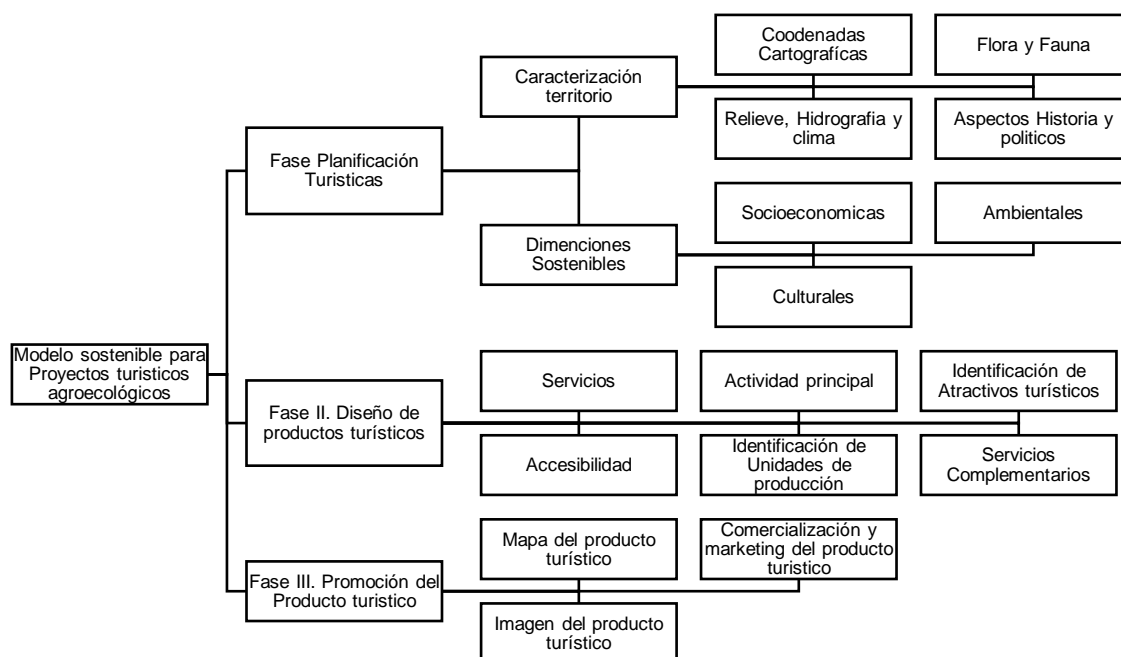 Modelo sostenible para
Proyectos turisticos
agroecológicos
Fase Planificación
Turisticas
Caracterización
territorio
Coodenadas
Cartografícas
Flora y Fauna
Relieve, Hidrografia y
clima
Aspectos Historia y
politicos
Dimenciones
Sostenibles
Socioeconomicas
Ambientales
Culturales
Fase II. Diseño de
productos turísticos
Servicios
Actividad principal
Identificación de
Atractivos turísticos
Accesibilidad
Identificación de
Unidades de
producción
Servicios
Complementarios
Fase III. Promoción del
Producto turistico
Mapa del producto
turístico
Comercialización y
marketing del producto
turistico
Imagen del producto
turístico